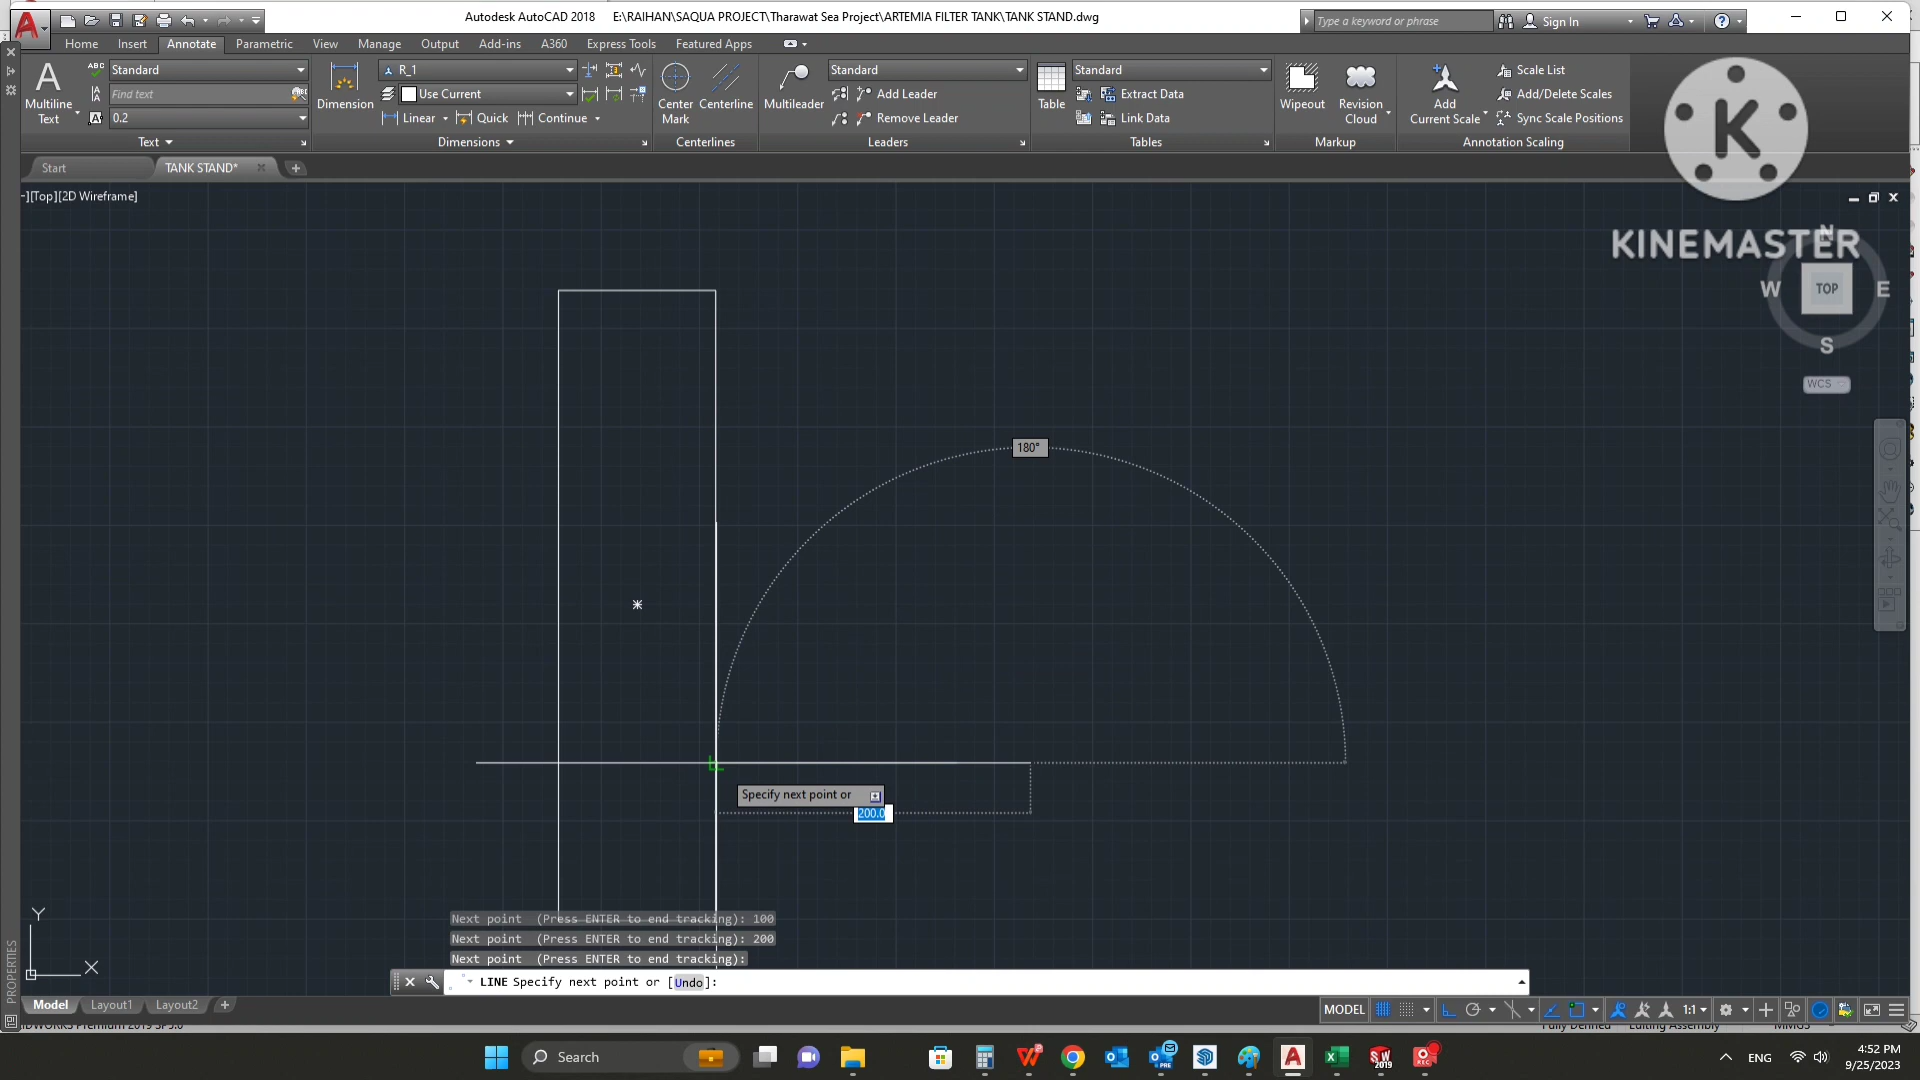 Autodesk AutoCAD 2018 E:\RAIHAN\SAQUA PROJECT\Tharawat Sea Project\ARTEMIA FILTER TANK\TANK STAND.dwg
Type a keyword or phrase
Sign In
Home Insert Annotate Parametric View Manage Output Add-ins A360 Express Tools Featured Apps
ABC Standard
R_1
Standard
Standard
Scale List
Find text
Use Current
Add Leader
Extract Data
Add/Delete Scales
Multiline Text
Dimension
Center Mark
Centerline
Multileader
Table
Wipeout
Revision Cloud
Add Current Scale
0.2
Linear Quick Continue
Remove Leader
Link Data
Sync Scale Positions
Text Dimensions Centerlines Leaders Tables Markup Annotation Scaling
K
KINEMASTER
Start TANK STAND*
-][Top][2D Wireframe]
N
W TOP E
S
WCS
180°
Specify next point or
200.0
Next point (Press ENTER to end tracking): 100
Next point (Press ENTER to end tracking): 200
Next point (Press ENTER to end tracking):
LINE Specify next point or [Undo]:
Y
X
PROPERTIES
Model Layout1 Layout2
MODEL 1:1
Fully Defined Editing Assembly MMGS
Search
ENG
4:52 PM
9/25/2023